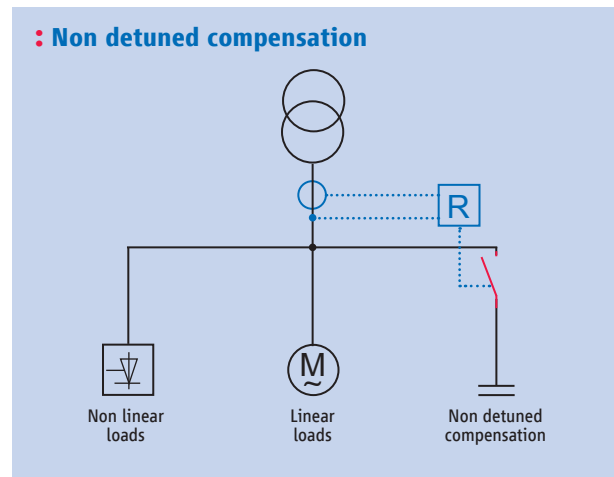 : Non detuned compensation
R
M
~
Non linear
loads
Linear
loads
Non detuned
compensation